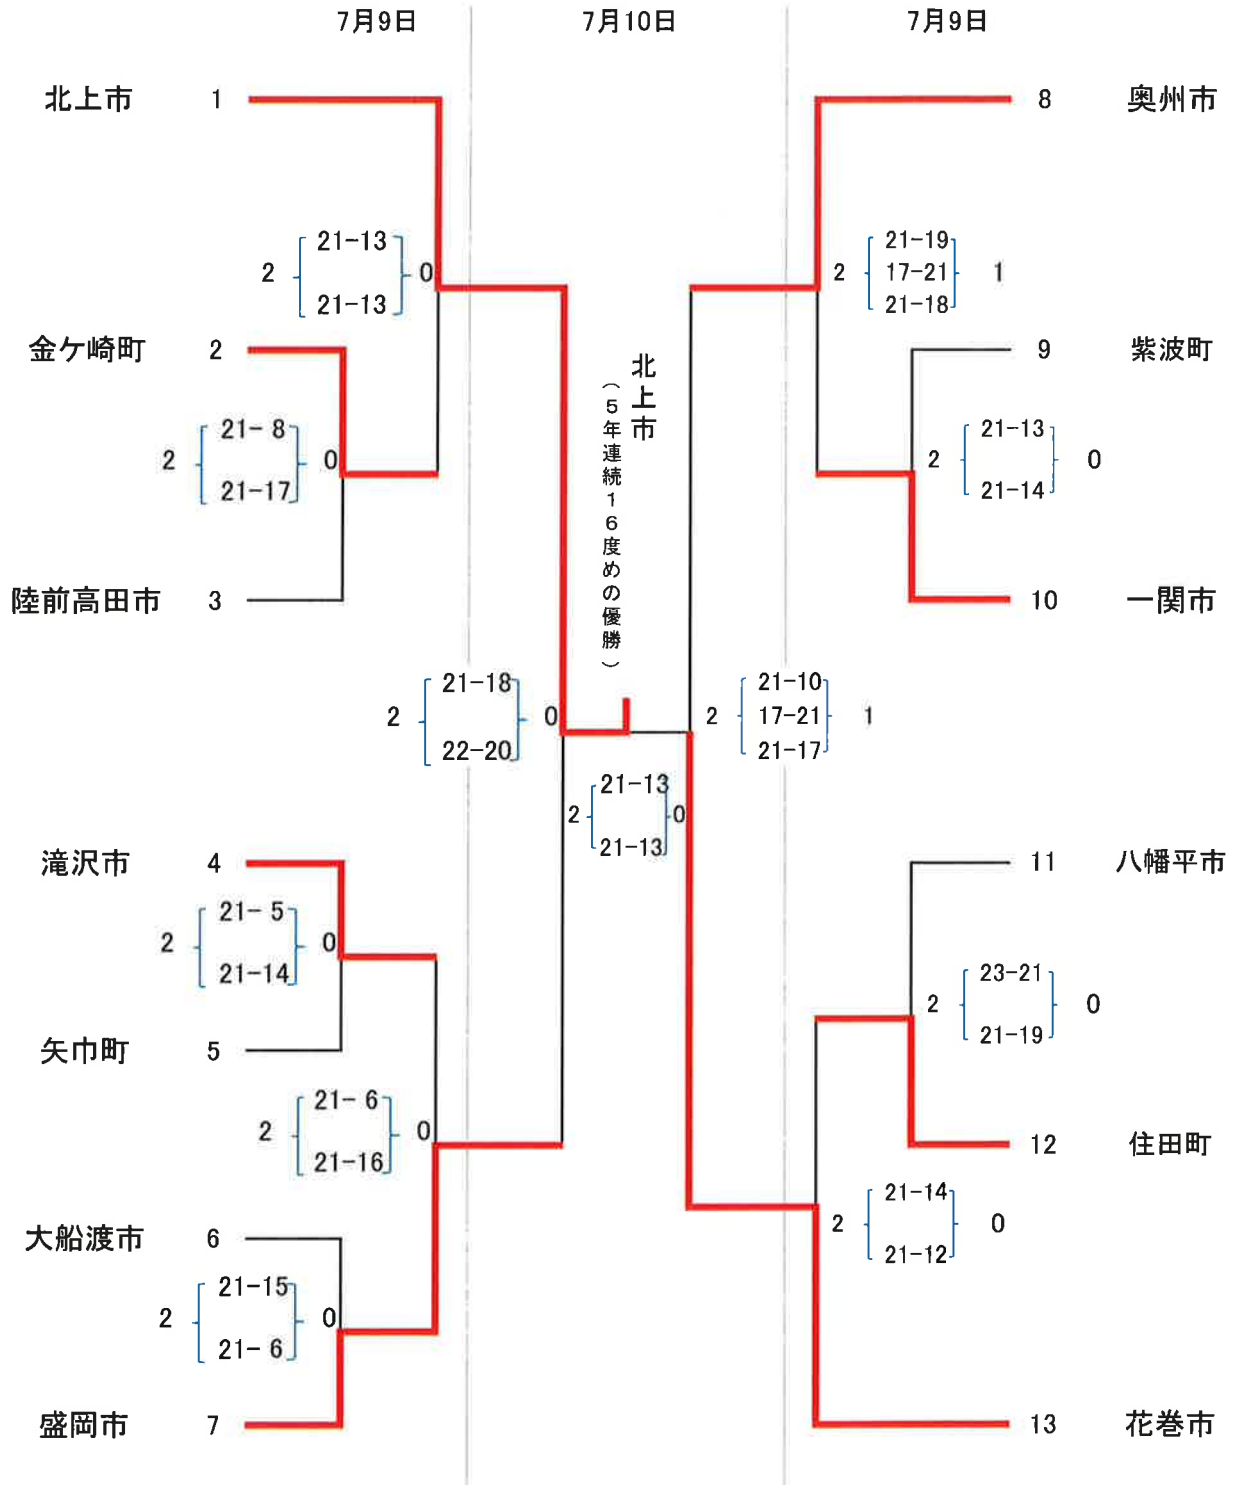 7月9日 7月10日 7月9日
北上市 1 8 奥州市
21-13
2 0
21-13
21-19
2 17-21 1
21-18
金ケ崎町 2 9 紫波町
21- 8
2 0
21-17
21-13
2 0
21-14
北上市
（5年連続16度めの優勝）
陸前高田市 3 10 一関市
21-18
2 0
22-20
21-10
2 17-21 1
21-17
21-13
2 0
21-13
滝沢市 4 11 八幡平市
21- 5
2 0
21-14
23-21
2 0
21-19
矢巾町 5 12 住田町
21- 6
2 0
21-16
21-14
2 0
21-12
大船渡市 6
21-15
2 0
21- 6
盛岡市 7 13 花巻市